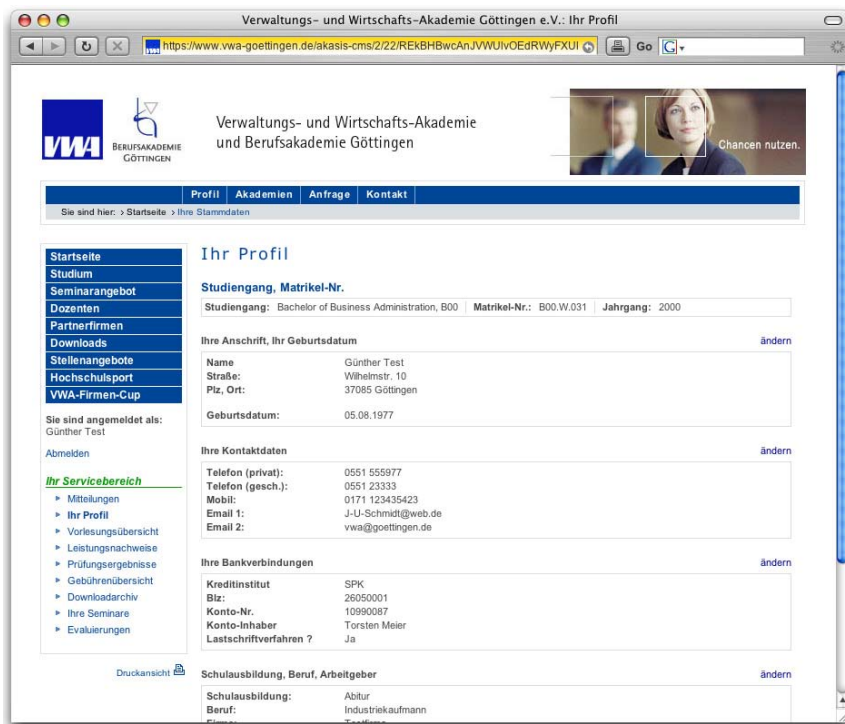 Verwaltungs- und Wirtschafts-Akademie Göttingen e.V.: Ihr Profil
https://www.vwa-goettingen.de/akasis-cms/2/22/REkBHBwcAnJVWUlvOEdRWyFXUI Go G
VWA
BERUFSAKADEMIE
GÖTTINGEN
Verwaltungs- und Wirtschafts-Akademie
und Berufsakademie Göttingen
Chancen nutzen.
Profil Akademien Anfrage Kontakt
Sie sind hier: › Startseite › Ihre Stammdaten
Startseite
Studium
Seminarangebot
Dozenten
Partnerfirmen
Downloads
Stellenangebote
Hochschulsport
VWA-Firmen-Cup
Sie sind angemeldet als:
Günther Test
Abmelden
Ihr Servicebereich
Mitteilungen
Ihr Profil
Vorlesungsübersicht
Leistungsnachweise
Prüfungsergebnisse
Gebührenübersicht
Downloadarchiv
Ihre Seminare
Evaluierungen
Druckansicht
Ihr Profil
Studiengang, Matrikel-Nr.
Studiengang: Bachelor of Business Administration, B00 Matrikel-Nr.: B00.W.031 Jahrgang: 2000
Ihre Anschrift, Ihr Geburtsdatum ändern
Name Günther Test
Straße: Wilhelmstr. 10
Plz, Ort: 37085 Göttingen
Geburtsdatum: 05.08.1977
Ihre Kontaktdaten ändern
Telefon (privat): 0551 555977
Telefon (gesch.): 0551 23333
Mobil: 0171 123435423
Email 1: J-U-Schmidt@web.de
Email 2: vwa@goettingen.de
Ihre Bankverbindungen ändern
Kreditinstitut SPK
Blz: 26050001
Konto-Nr. 10990087
Konto-Inhaber Torsten Meier
Lastschriftverfahren ? Ja
Schulausbildung, Beruf, Arbeitgeber ändern
Schulausbildung: Abitur
Beruf: Industriekaufmann
Firma: Testfirma